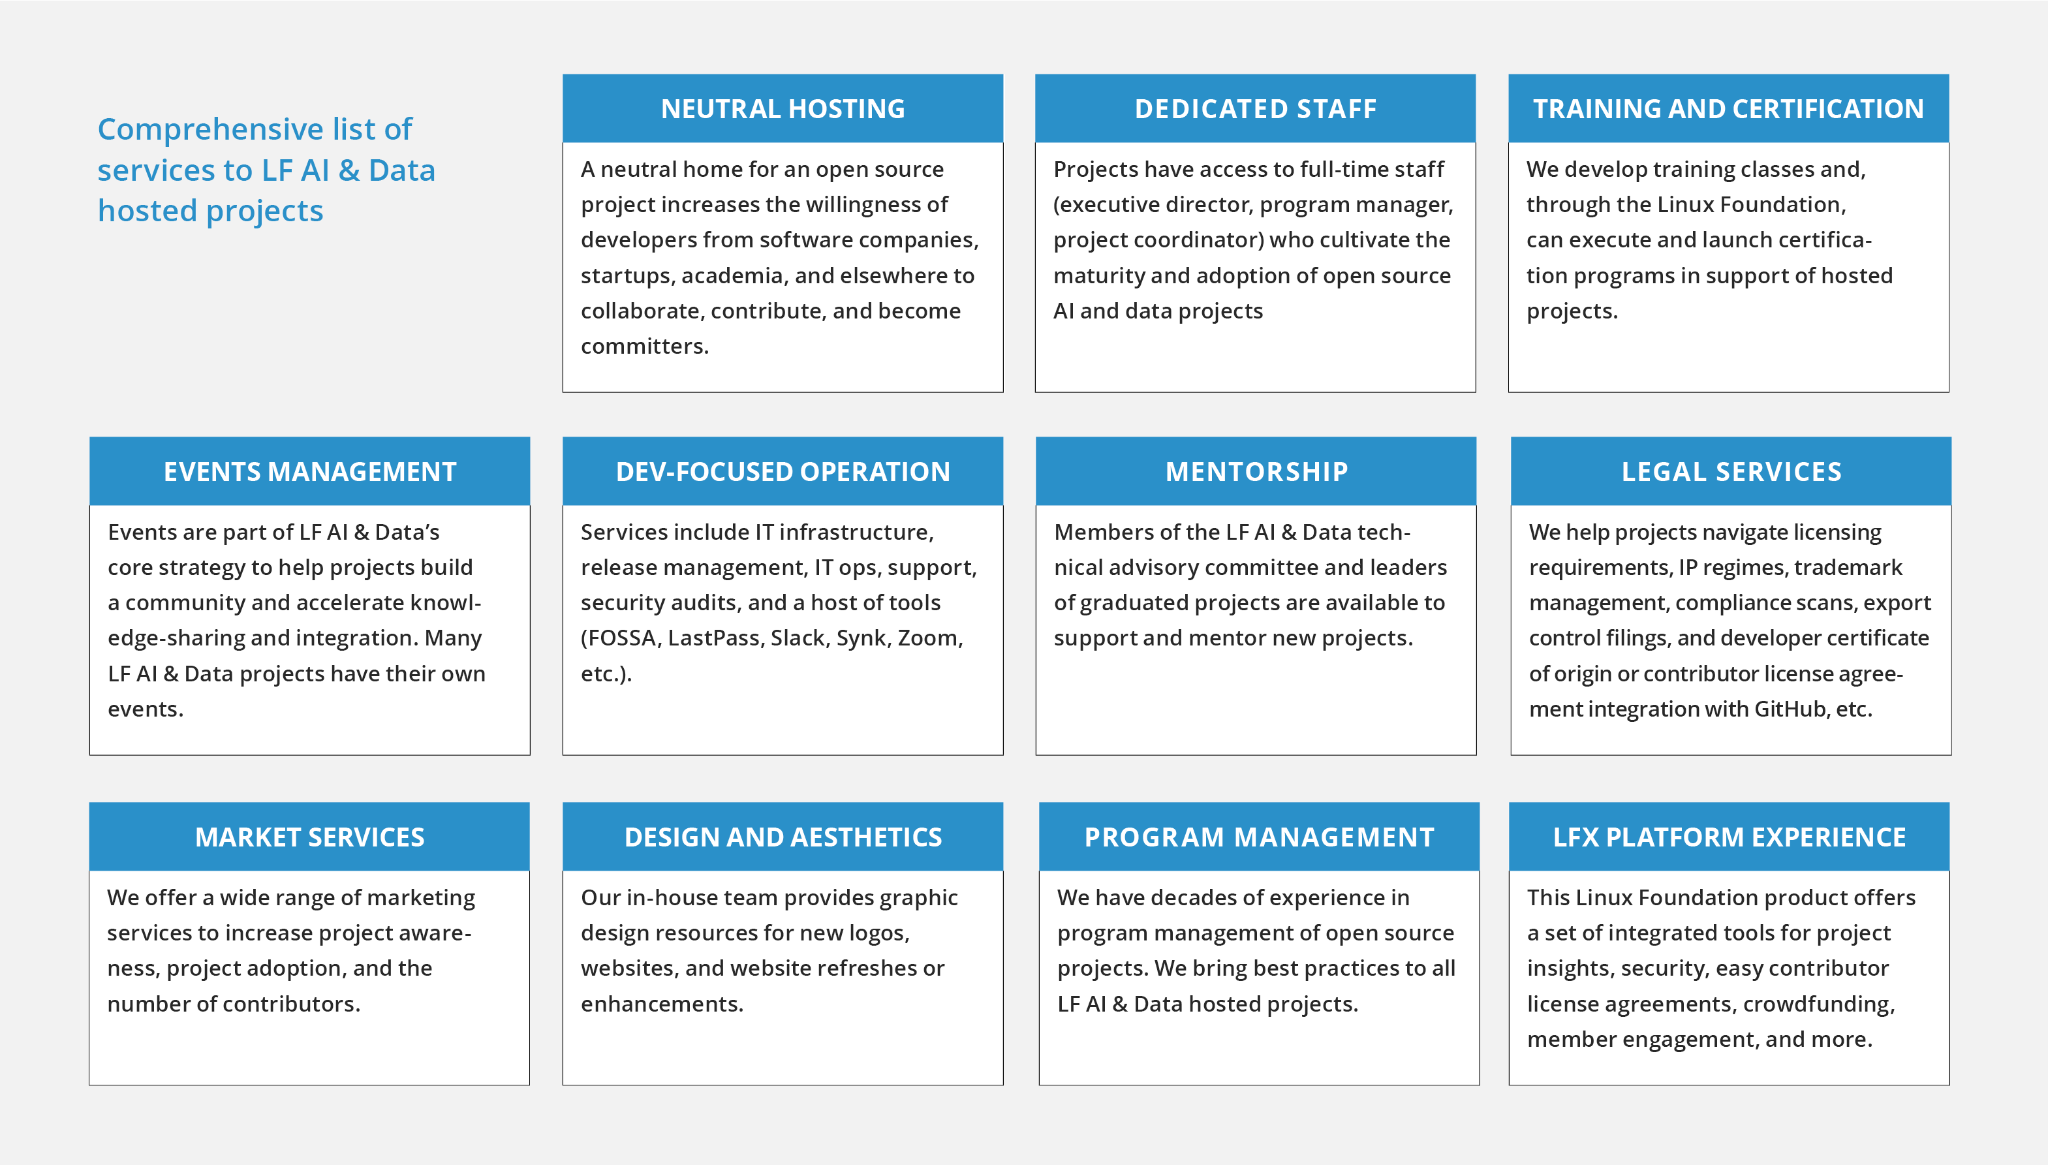 Comprehensive list of
services to LF AI & Data
hosted projects
NEUTRAL HOSTING
A neutral home for an open source
project increases the willingness of
developers from software companies,
startups, academia, and elsewhere to
collaborate, contribute, and become
committers.
DEDICATED STAFF
Projects have access to full-time staff
(executive director, program manager,
project coordinator) who cultivate the
maturity and adoption of open source
AI and data projects
TRAINING AND CERTIFICATION
We develop training classes and,
through the Linux Foundation,
can execute and launch certifica-
tion programs in support of hosted
projects.
EVENTS MANAGEMENT
Events are part of LF AI & Data’s
core strategy to help projects build
a community and accelerate knowl-
edge-sharing and integration. Many
LF AI & Data projects have their own
events.
DEV-FOCUSED OPERATION
Services include IT infrastructure,
release management, IT ops, support,
security audits, and a host of tools
(FOSSA, LastPass, Slack, Synk, Zoom,
etc.).
MENTORSHIP
Members of the LF AI & Data tech-
nical advisory committee and leaders
of graduated projects are available to
support and mentor new projects.
LEGAL SERVICES
We help projects navigate licensing
requirements, IP regimes, trademark
management, compliance scans, export
control filings, and developer certificate
of origin or contributor license agree-
ment integration with GitHub, etc.
MARKET SERVICES
We offer a wide range of marketing
services to increase project aware-
ness, project adoption, and the
number of contributors.
DESIGN AND AESTHETICS
Our in-house team provides graphic
design resources for new logos,
websites, and website refreshes or
enhancements.
PROGRAM MANAGEMENT
We have decades of experience in
program management of open source
projects. We bring best practices to all
LF AI & Data hosted projects.
LFX PLATFORM EXPERIENCE
This Linux Foundation product offers
a set of integrated tools for project
insights, security, easy contributor
license agreements, crowdfunding,
member engagement, and more.